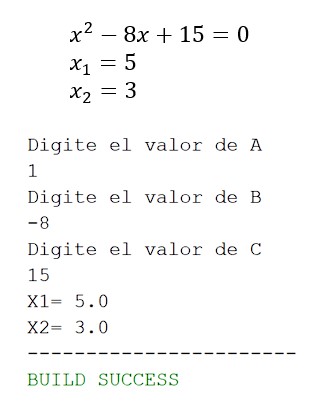 x² − 8x + 15 = 0
x₁ = 5
x₂ = 3
Digite el valor de A
1
Digite el valor de B
-8
Digite el valor de C
15
X1= 5.0
X2= 3.0
-----------------------
BUILD SUCCESS